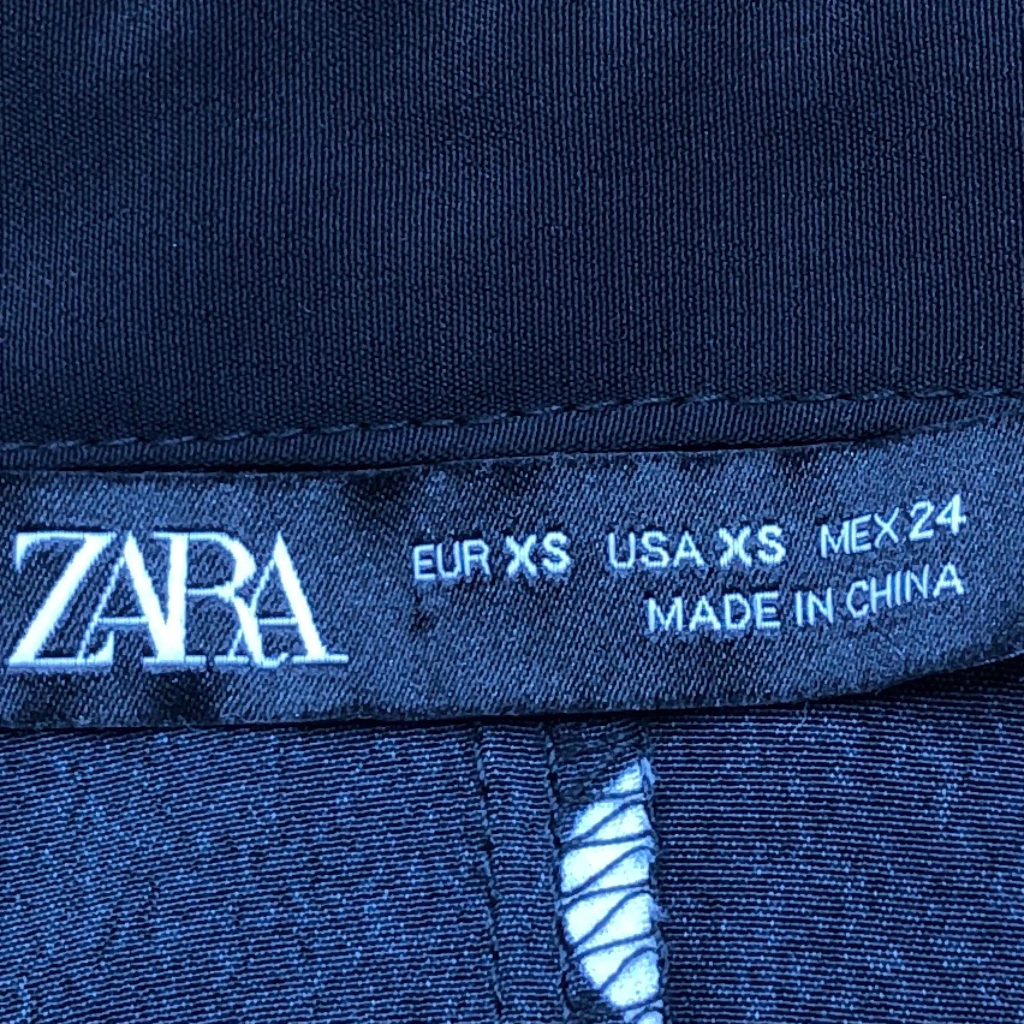 ZARA
EUR XS USA XS MEX 24
MADE IN CHINA